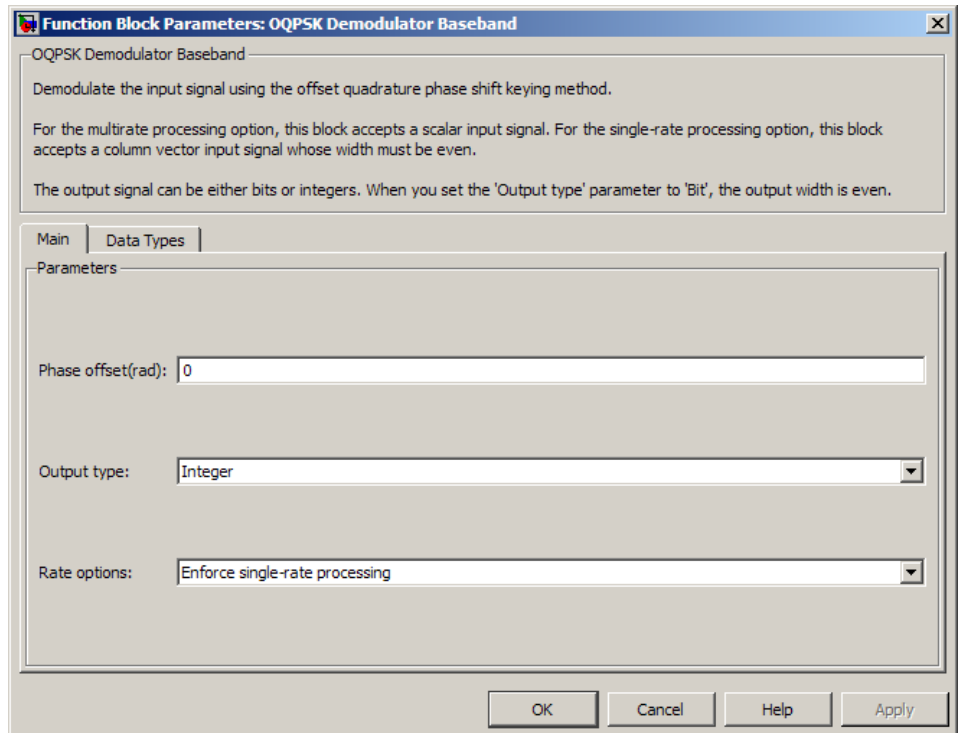 Function Block Parameters: OQPSK Demodulator Baseband
OQPSK Demodulator Baseband
Demodulate the input signal using the offset quadrature phase shift keying method.
For the multirate processing option, this block accepts a scalar input signal. For the single-rate processing option, this block
accepts a column vector input signal whose width must be even.
The output signal can be either bits or integers. When you set the 'Output type' parameter to 'Bit', the output width is even.
Main Data Types
Parameters
Phase offset(rad): 0
Output type: Integer
Rate options: Enforce single-rate processing
OK Cancel Help Apply